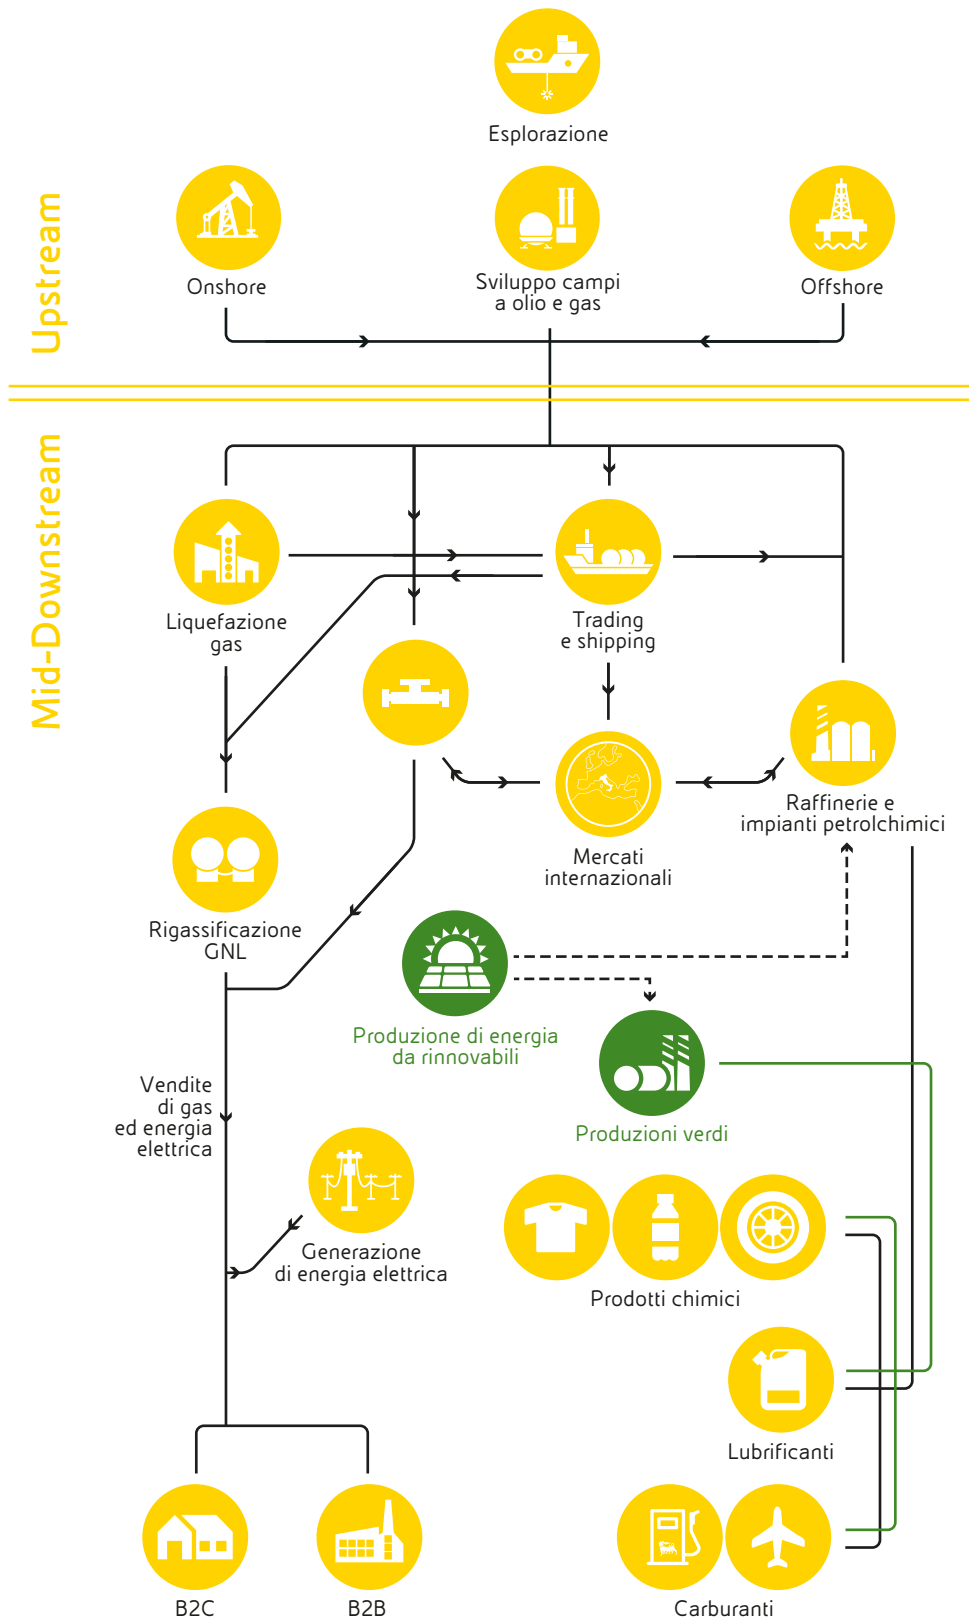 Esplorazione
Upstream
Onshore
Sviluppo campi
a olio e gas
Offshore
Mid-Downstream
Liquefazione
gas
Trading
e shipping
Raffinerie e
impianti petrolchimici
Mercati
internazionali
Rigassificazione
GNL
Produzione di energia
da rinnovabili
Produzioni verdi
Vendite
di gas
ed energia
elettrica
Generazione
di energia elettrica
Prodotti chimici
Lubrificanti
B2C
B2B
Carburanti